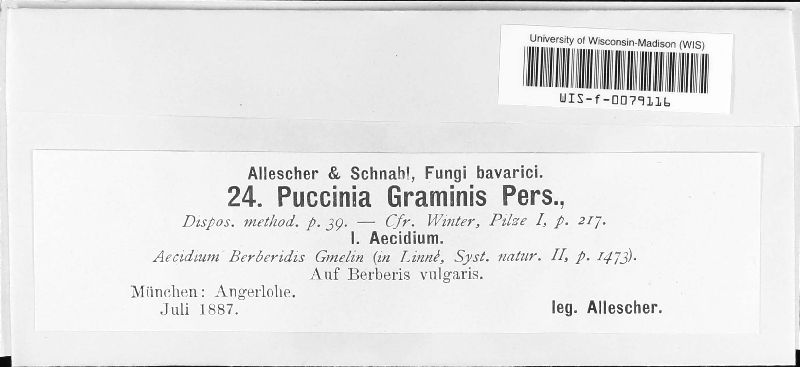 University of Wisconsin-Madison (WIS)
WIS-f-0079116
Allescher & Schnabl, Fungi bavarici.
24. Puccinia Graminis Pers.,
Dispos. method. p. 39. — Cfr. Winter, Pilze I, p. 217.
I. Aecidium.
Aecidium Berberidis Gmelin (in Linné, Syst. natur. II, p. 1473).
Auf Berberis vulgaris.
München: Angerlohe.
Juli 1887.
leg. Allescher.